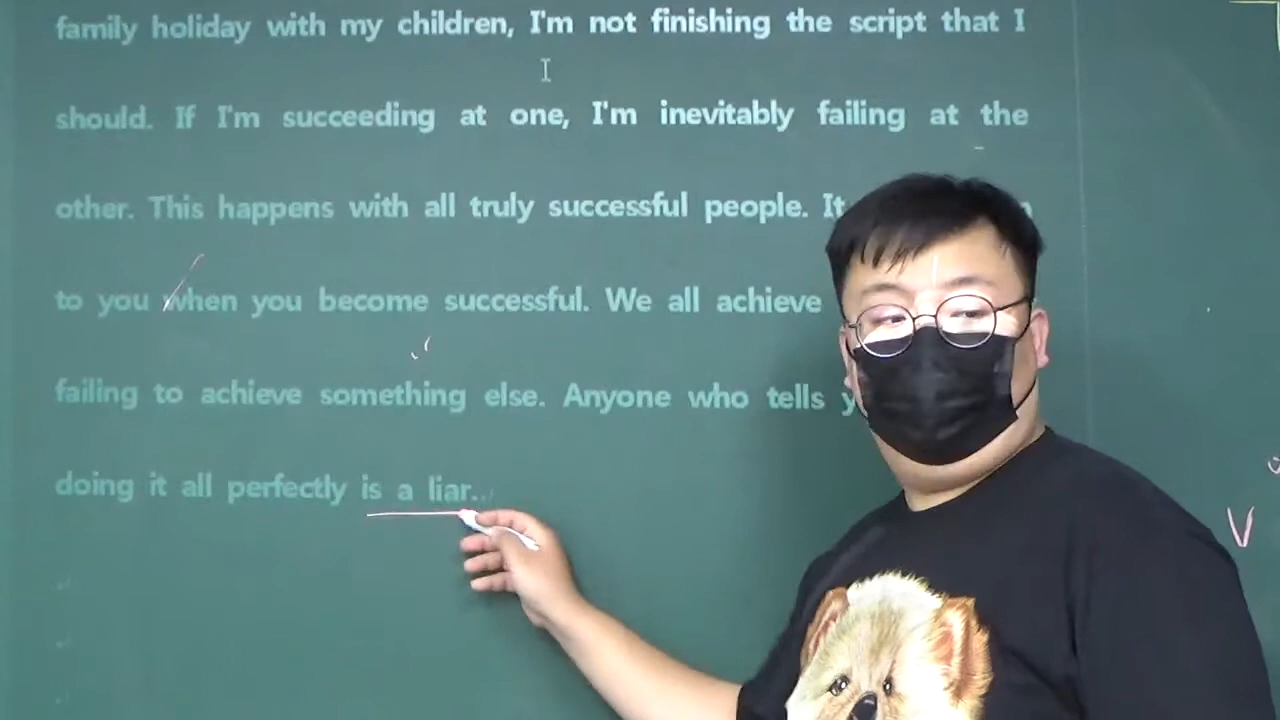 family holiday with my children, I'm not finishing the script that I
should. If I'm succeeding at one, I'm inevitably failing at the
other. This happens with all truly successful people. It
to you when you become successful. We all achieve
failing to achieve something else. Anyone who tells
doing it all perfectly is a liar..
V